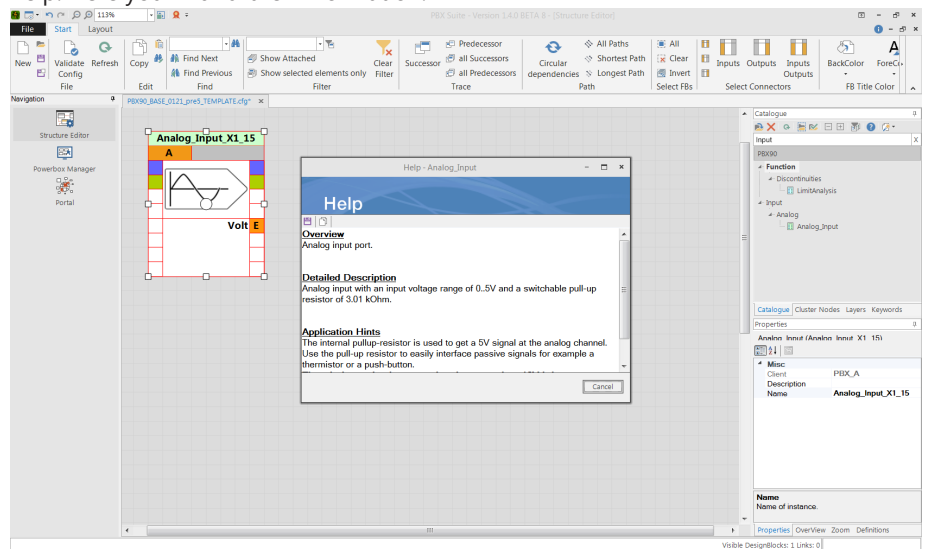 113%
PBX Suite - Version 1.4.0 BETA 8 - [Structure Editor]
File Start Layout
New
Validate Config
Refresh
Copy
Find Next
Find Previous
Show Attached
Show selected elements only
Clear Filter
Successor
Predecessor
all Successors
all Predecessors
Circular dependencies
All Paths
Shortest Path
Longest Path
All
Clear
Invert
Inputs
Outputs
Inputs Outputs
BackColor
File Edit Find Filter Trace Path Select FBs Select Connectors FB Title Color
Navigation
Structure Editor
Powerbox Manager
Portal
PBX90_BASE_0121_pre5_TEMPLATE.cfg* x
Analog_Input_X1_15
A
Volt E
Help - Analog_Input
Help
Overview
Analog input port.
Detailed Description
Analog input with an input voltage range of 0..5V and a switchable pull-up
resistor of 3.01 kOhm.
Application Hints
The internal pullup-resistor is used to get a 5V signal at the analog channel.
Use the pull-up resistor to easily interface passive signals for example a
thermistor or a push-button.
Cancel
Catalogue
Input X
PBX90
Function
Discontinuities
LimitAnalysis
Input
Analog
Analog_Input
Catalogue Cluster Nodes Layers Keywords
Properties
Analog_Input (Analog_Input_X1_15)
Misc
Client PBX_A
Description
Name Analog_Input_X1_15
Name
Name of instance.
Properties OverView Zoom Definitions
Visible DesignBlocks: 1 Links: 0